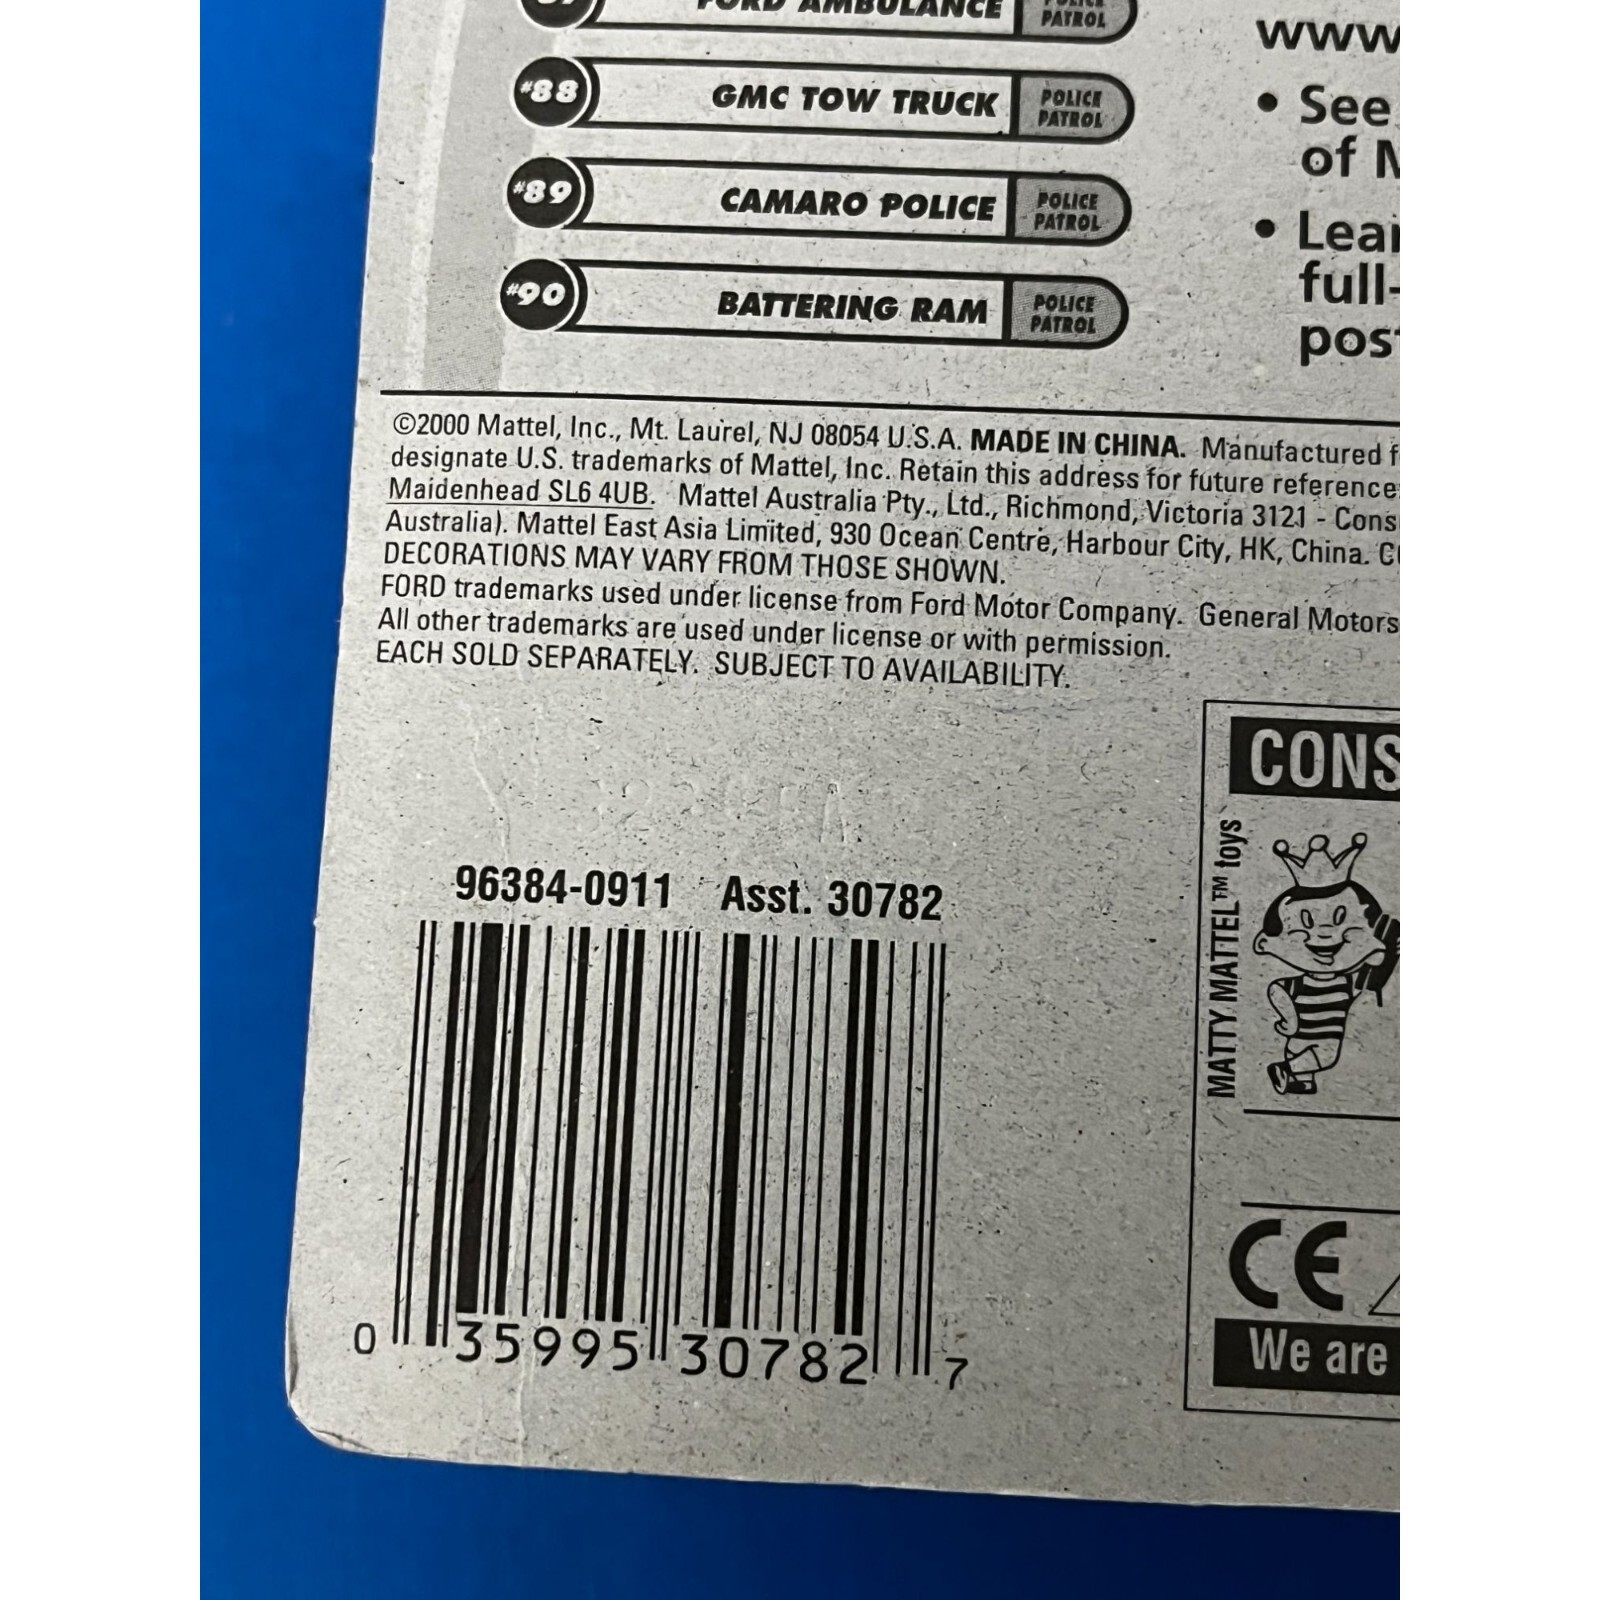 FORD AMBULANCE POLICE PATROL
#88 GMC TOW TRUCK POLICE PATROL
#89 CAMARO POLICE POLICE PATROL
#90 BATTERING RAM POLICE PATROL
www.
• See
of M
• Lear
full-
post
©2000 Mattel, Inc., Mt. Laurel, NJ 08054 U.S.A. MADE IN CHINA. Manufactured f
designate U.S. trademarks of Mattel, Inc. Retain this address for future reference:
Maidenhead SL6 4UB. Mattel Australia Pty., Ltd., Richmond, Victoria 3121 - Cons
Australia). Mattel East Asia Limited, 930 Ocean Centre, Harbour City, HK, China. C
DECORATIONS MAY VARY FROM THOSE SHOWN.
FORD trademarks used under license from Ford Motor Company. General Motors
All other trademarks are used under license or with permission.
EACH SOLD SEPARATELY. SUBJECT TO AVAILABILITY.
96384-0911 Asst. 30782
0 35995 30782 7
CONS
MATTY MATTEL™ toys
CE
We are